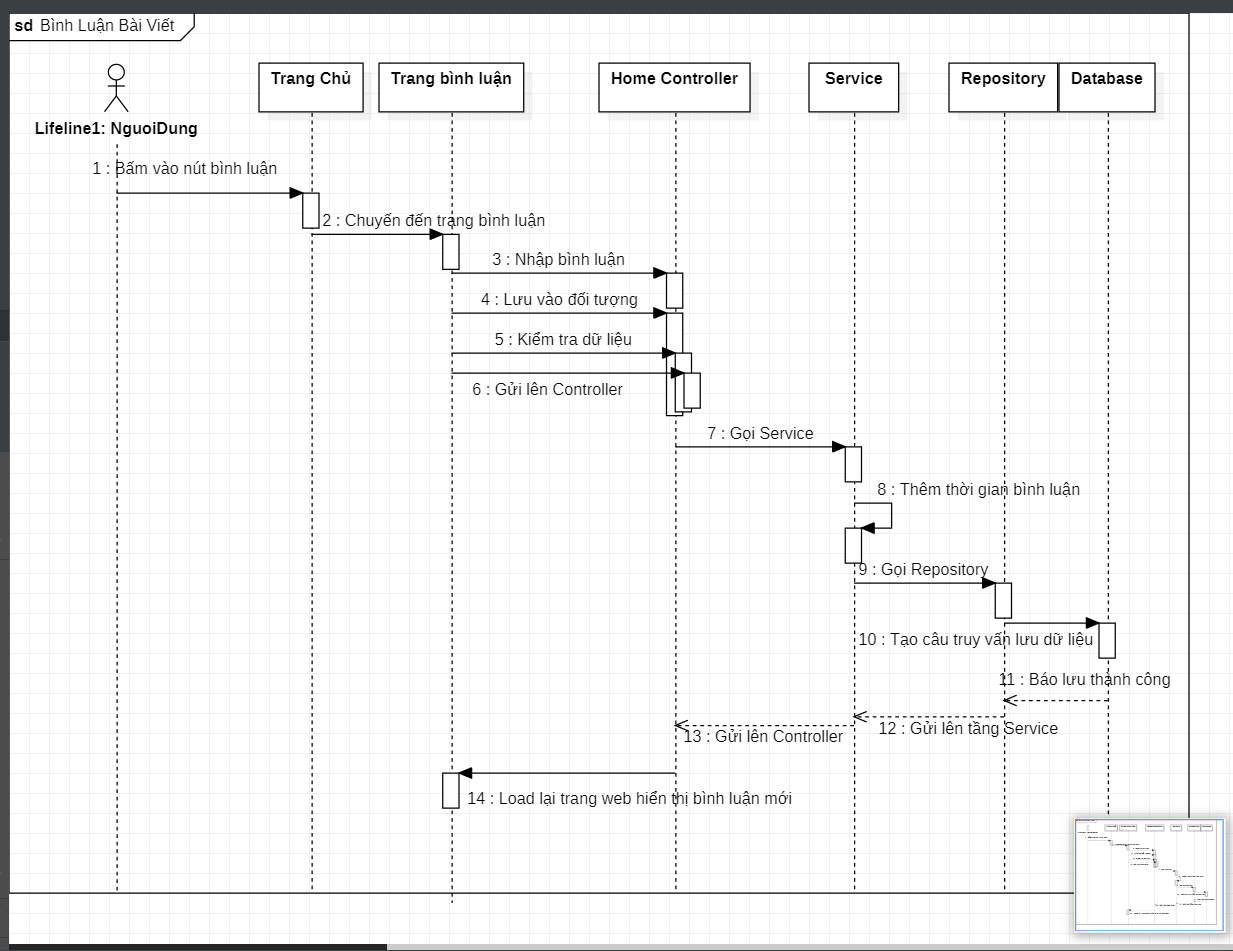 sd Bình Luận Bài Viết
Trang Chủ
Trang bình luận
Home Controller
Service
Repository
Database
Lifeline1: NguoiDung
1 : Bấm vào nút bình luận
2 : Chuyến đến trang bình luận
3 : Nhập bình luận
4 : Lưu vào đối tượng
5 : Kiểm tra dữ liệu
6 : Gửi lên Controller
7 : Gọi Service
8 : Thêm thời gian bình luận
9 : Gọi Repository
10 : Tạo câu truy vấn lưu dữ liệu
11 : Báo lưu thành công
12 : Gửi lên tầng Service
13 : Gửi lên Controller
14 : Load lại trang web hiển thị bình luận mới